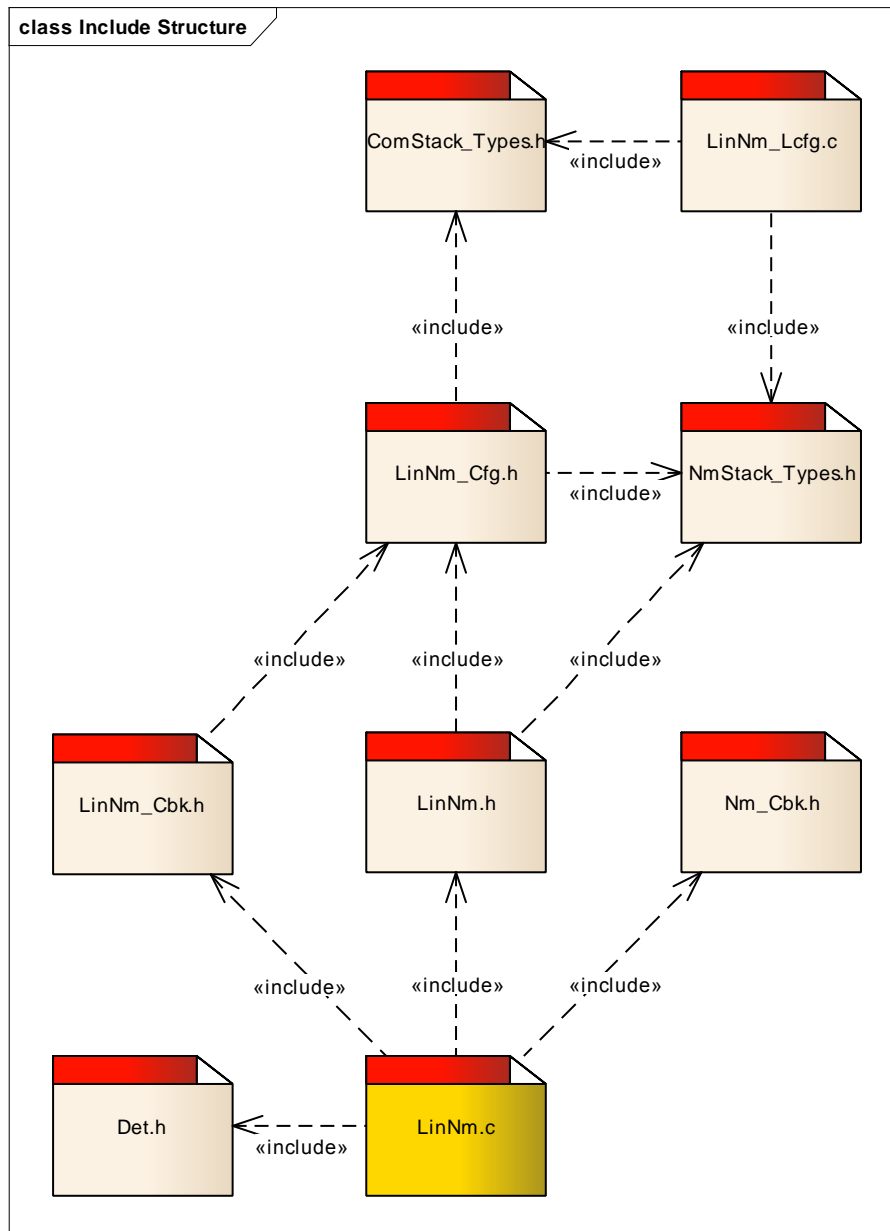 class Include Structure
ComStack_Types.h
«include»
LinNm_Lcfg.c
«include»
«include»
LinNm_Cfg.h
«include»
NmStack_Types.h
«include»
«include»
«include»
LinNm_Cbk.h
LinNm.h
Nm_Cbk.h
«include»
«include»
«include»
Det.h
«include»
LinNm.c